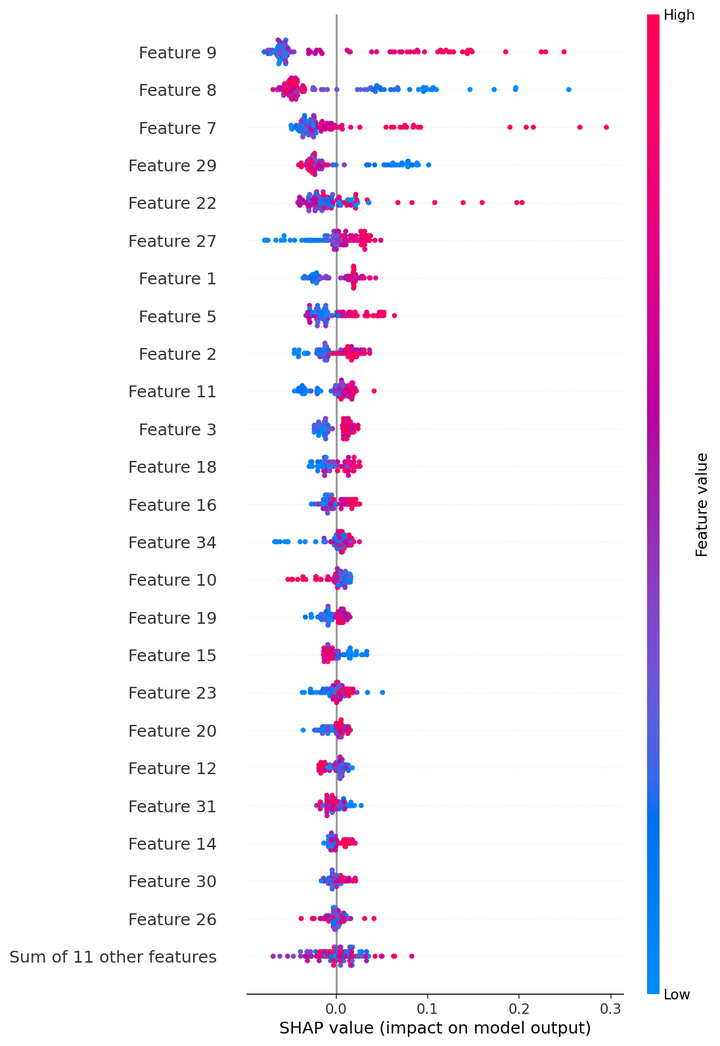 High
Feature 9
Feature 8
Feature 7
Feature 29
Feature 22
Feature 27
Feature 1
Feature 5
Feature 2
Feature 11
Feature 3
Feature 18
Feature 16
Feature 34
Feature 10
Feature 19
Feature 15
Feature 23
Feature 20
Feature 12
Feature 31
Feature 14
Feature 30
Feature 26
Sum of 11 other features
Feature value
Low
0.0 0.1 0.2 0.3
SHAP value (impact on model output)